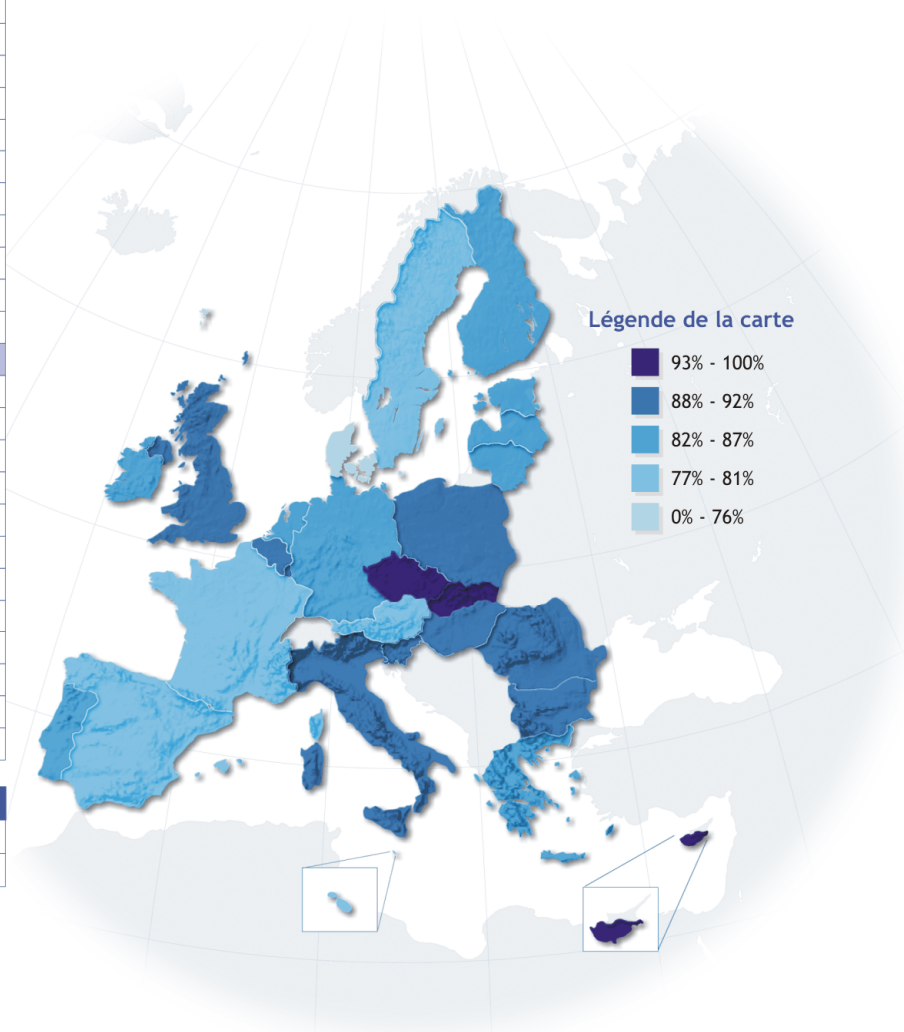 Légende de la carte
93% - 100%
88% - 92%
82% - 87%
77% - 81%
0% - 76%